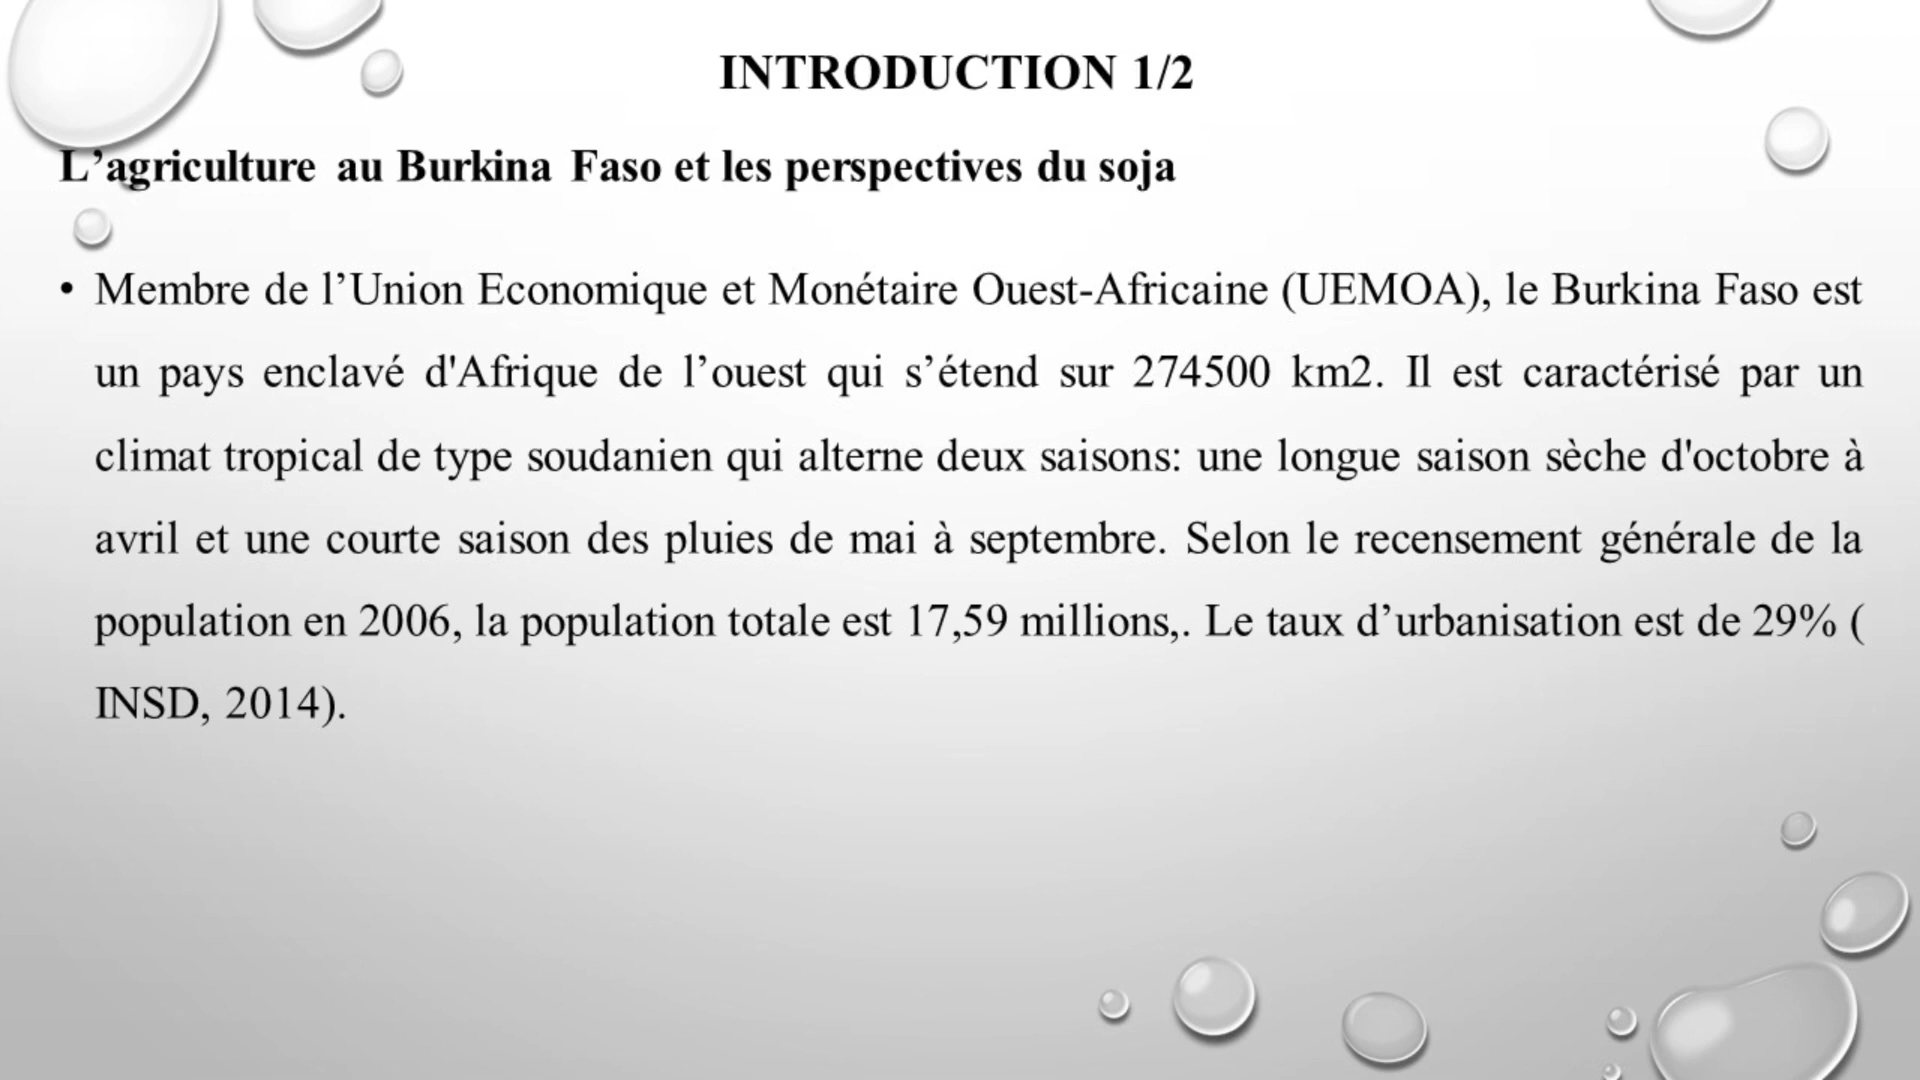 INTRODUCTION 1/2
L’agriculture au Burkina Faso et les perspectives du soja
• Membre de l’Union Economique et Monétaire Ouest-Africaine (UEMOA), le Burkina Faso est
un pays enclavé d'Afrique de l’ouest qui s’étend sur 274500 km2. Il est caractérisé par un
climat tropical de type soudanien qui alterne deux saisons: une longue saison sèche d'octobre à
avril et une courte saison des pluies de mai à septembre. Selon le recensement générale de la
population en 2006, la population totale est 17,59 millions,. Le taux d’urbanisation est de 29% (
INSD, 2014).